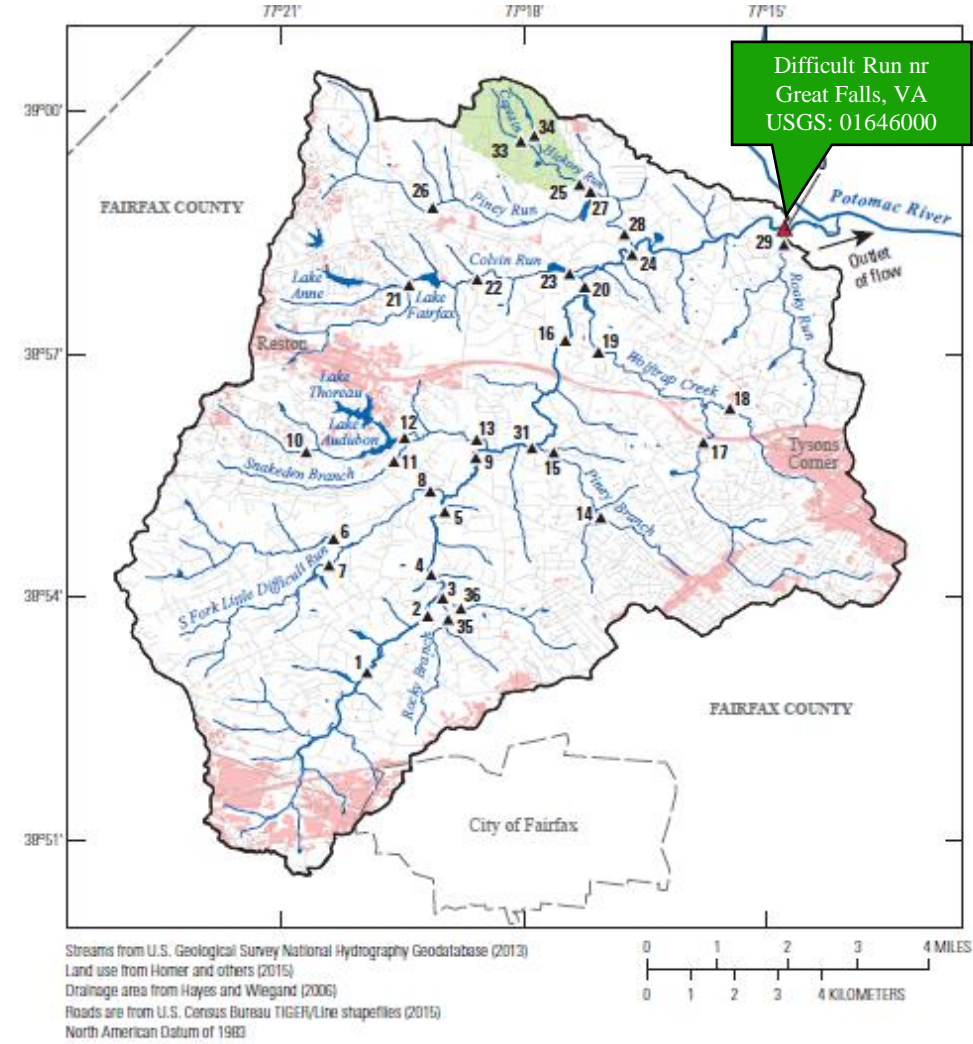 77°21'
77°18'
77°15'
39°00'
38°57'
38°54'
38°51'
Difficult Run nr
Great Falls, VA
USGS: 01646000
FAIRFAX COUNTY
Captain
Hickory Run
34
33
25
27
26
Piney Run
28
24
29
Potomac River
Outlet
of flow
Rocky Run
Colvin Run
Lake
Anne
21
Lake
Fairfax
22
23
20
16
19
Reston
Wolftrap Creek
18
17
Tysons
Corner
Lake
Thoreau
Lake
Audubon
12
13
31
15
10
11
9
Snakeden Branch
8
5
14
Piney Branch
6
7
S Fork Little Difficult Run
4
3
36
2
35
1
Rocky Branch
FAIRFAX COUNTY
City of Fairfax
Streams from U.S. Geological Survey National Hydrography Geodatabase (2013)
Land use from Homer and others (2015)
Drainage area from Hayes and Wiegand (2006)
Roads are from U.S. Census Bureau TIGER/Line shapefiles (2015)
North American Datum of 1983
0 1 2 3 4 MILES
0 1 2 3 4 KILOMETERS